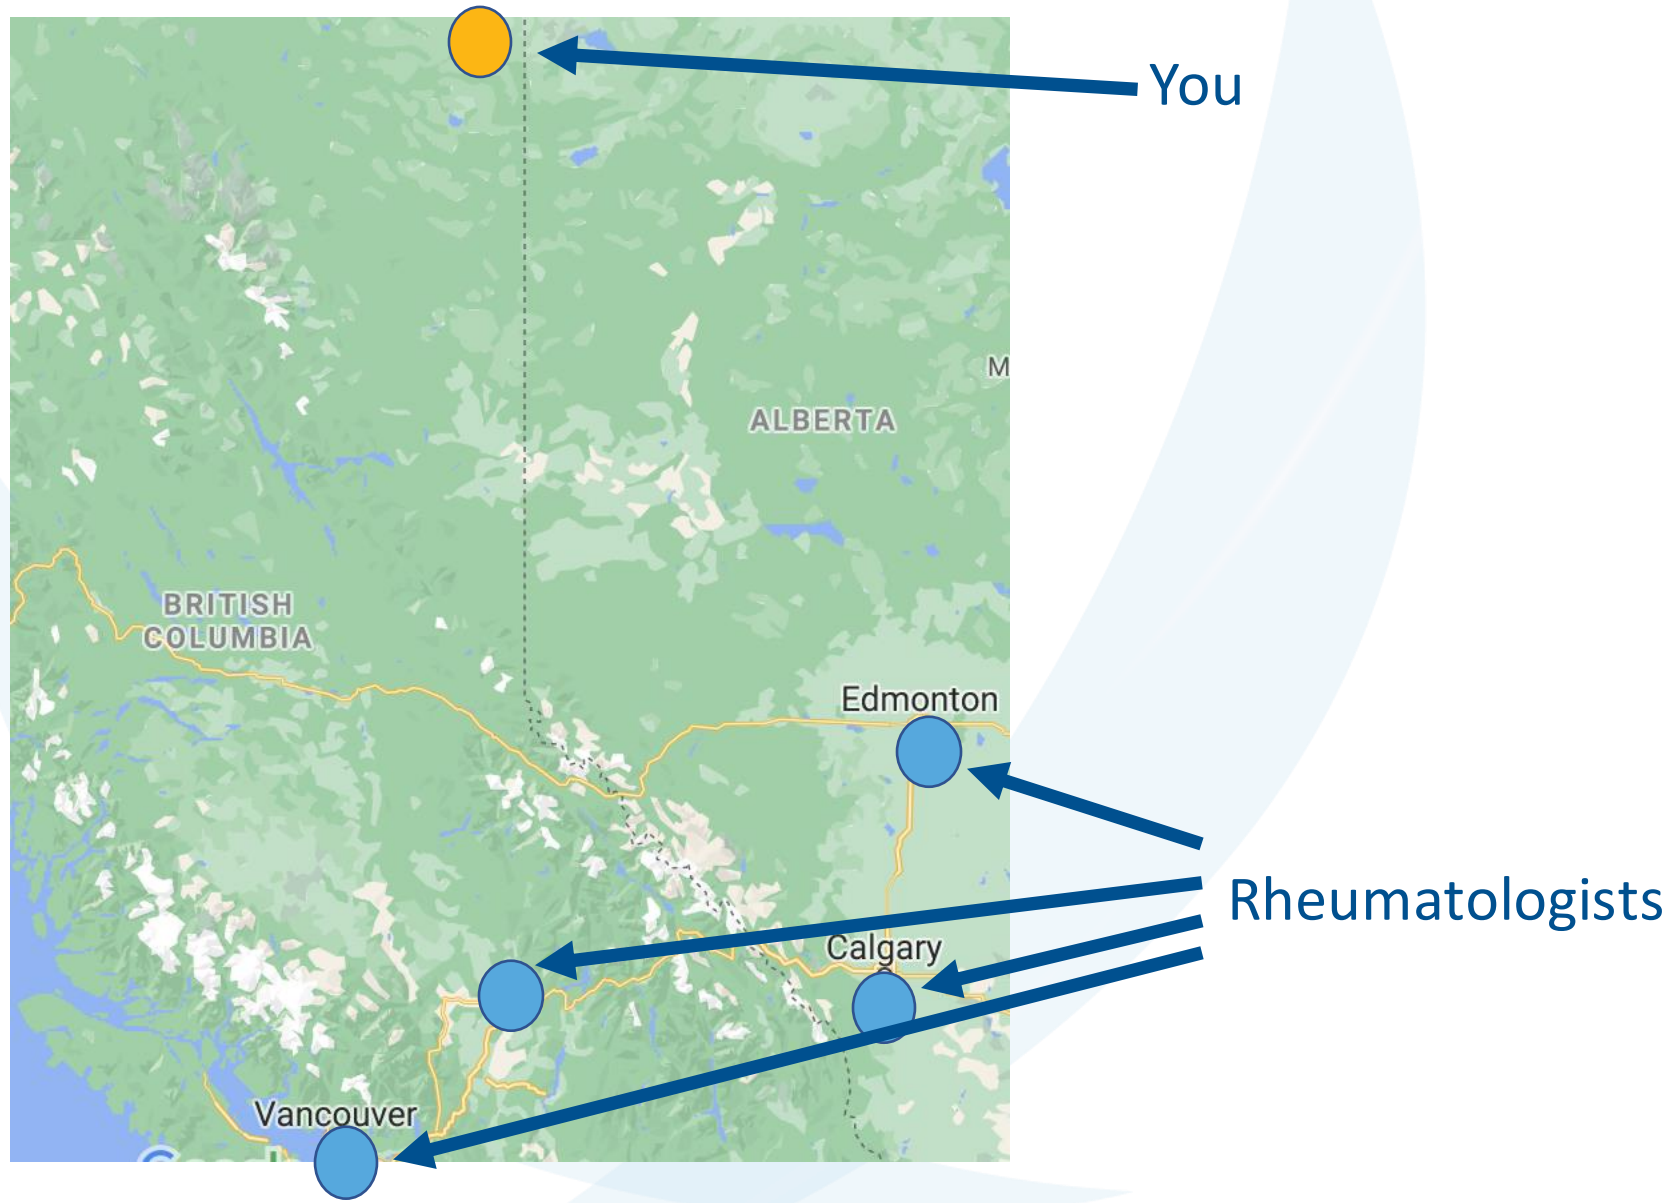 You
M
ALBERTA
BRITISH
COLUMBIA
Edmonton
Rheumatologists
Calgary
Vancouver